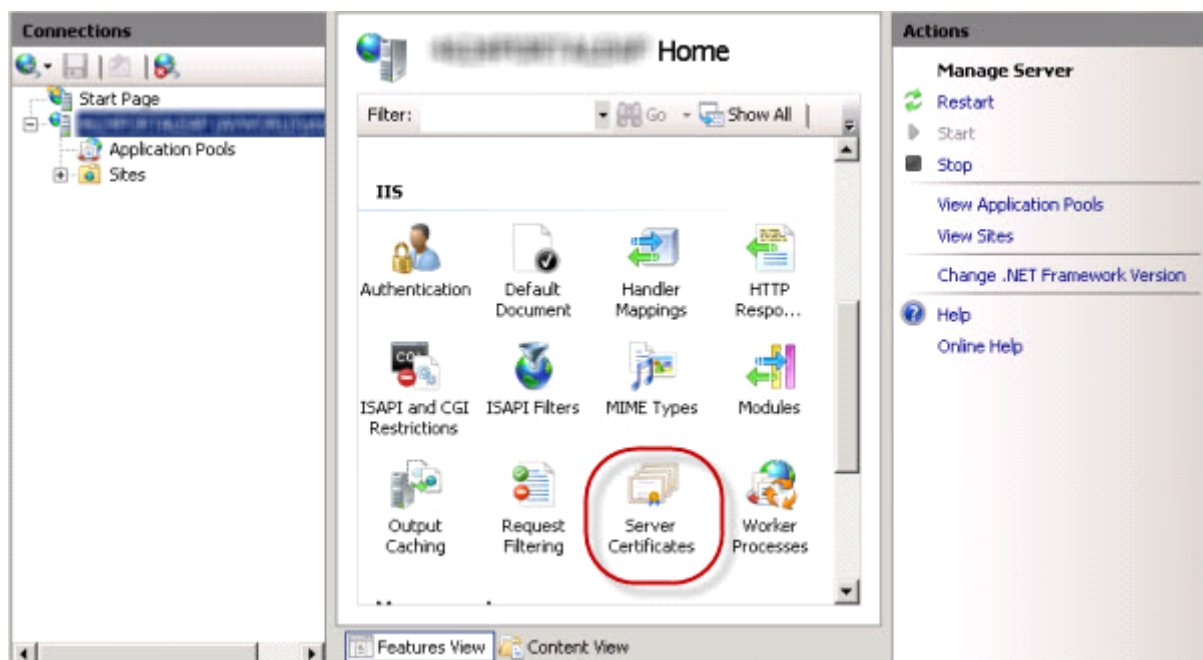 Connections
Start Page
Application Pools
Sites
Home
Filter:
Go
Show All
IIS
Authentication
Default Document
Handler Mappings
HTTP Respo...
ISAPI and CGI Restrictions
ISAPI Filters
MIME Types
Modules
Output Caching
Request Filtering
Server Certificates
Worker Processes
Features View
Content View
Actions
Manage Server
Restart
Start
Stop
View Application Pools
View Sites
Change .NET Framework Version
Help
Online Help